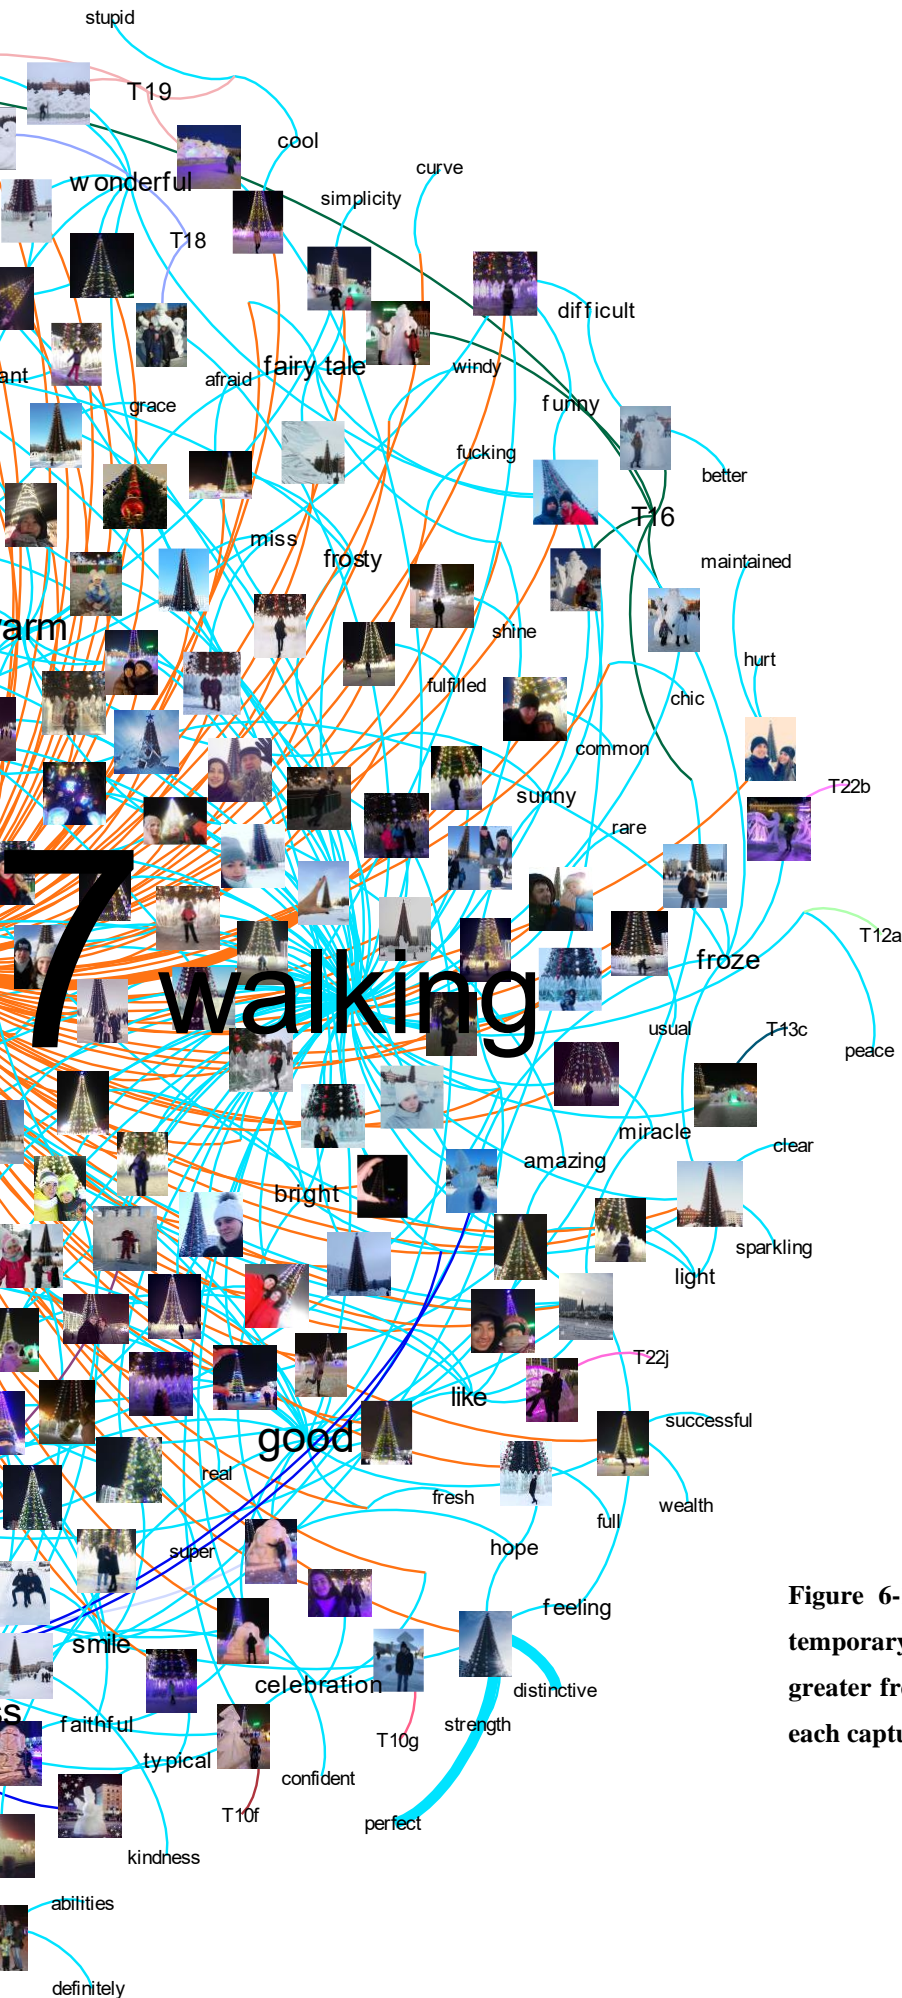 stupid
T19
cool
curve
wonderful
simplicity
T18
difficult
fairy tale
windy
ant
afraid
grace
funny
fucking
better
T16
miss
frosty
maintained
arm
shine
hurt
fulfilled
chic
common
T22b
sunny
rare
7
walking
T12a
froze
usual
T13c
peace
miracle
clear
amazing
bright
sparkling
light
T22j
like
successful
good
real
fresh
wealth
full
super
hope
feeling
smile
celebration
distinctive
ss
faithful
strength
T10g
typical
confident
T10f
perfect
kindness
abilities
definitely
Figure 6-
temporary
greater fr
each captu